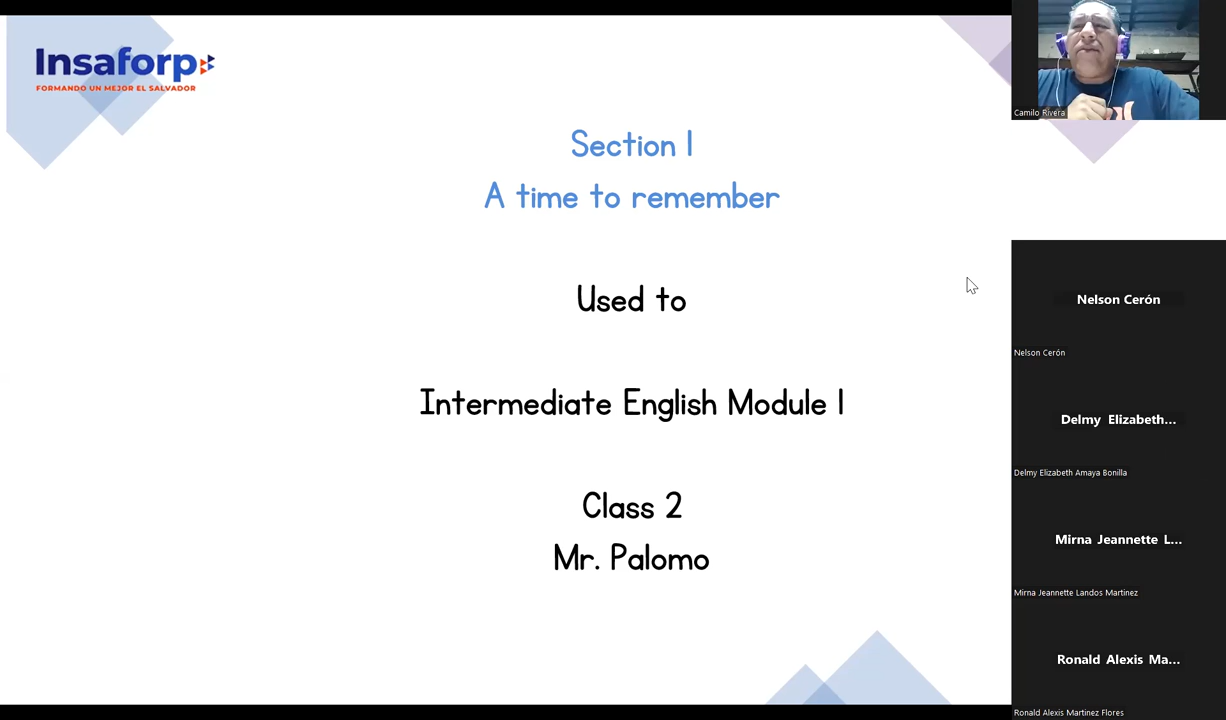 Insaforp
FORMANDO UN MEJOR EL SALVADOR
Section 1
A time to remember
Used to
Intermediate English Module 1
Class 2
Mr. Palomo
Camilo Rivera
Nelson Cerón
Nelson Cerón
Delmy Elizabeth...
Delmy Elizabeth Amaya Bonilla
Mirna Jeannette L...
Mirna Jeannette Landos Martinez
Ronald Alexis Ma...
Ronald Alexis Martinez Flores